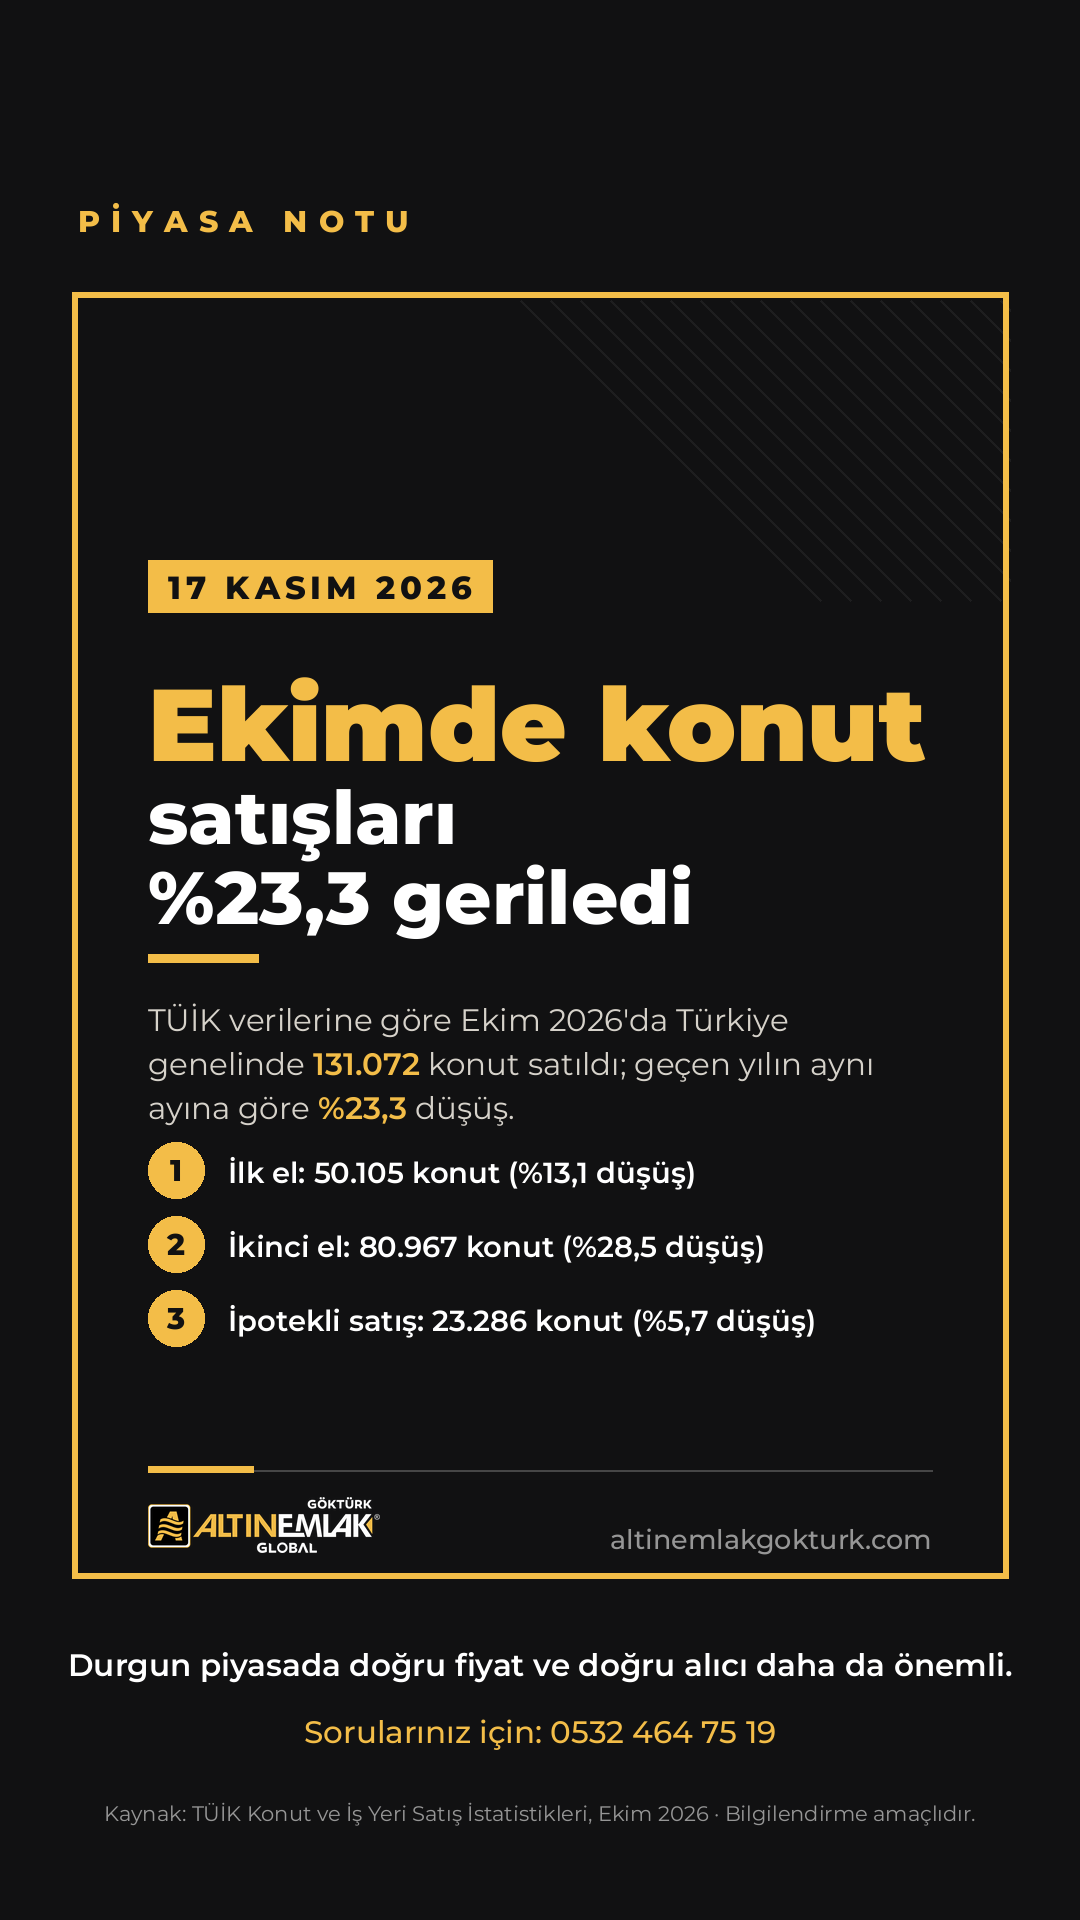 PİYASA NOTU
17 KASIM 2026
Ekimde konut
satışları
%23,3 geriledi
TÜİK verilerine göre Ekim 2026'da Türkiye
genelinde 131.072 konut satıldı; geçen yılın aynı
ayına göre %23,3 düşüş.
1 İlk el: 50.105 konut (%13,1 düşüş)
2 İkinci el: 80.967 konut (%28,5 düşüş)
3 İpotekli satış: 23.286 konut (%5,7 düşüş)
GÖKTÜRK
ALTINEMLAK®
GLOBAL
altinemlakgokturk.com
Durgun piyasada doğru fiyat ve doğru alıcı daha da önemli.
Sorularınız için: 0532 464 75 19
Kaynak: TÜİK Konut ve İş Yeri Satış İstatistikleri, Ekim 2026 · Bilgilendirme amaçlıdır.